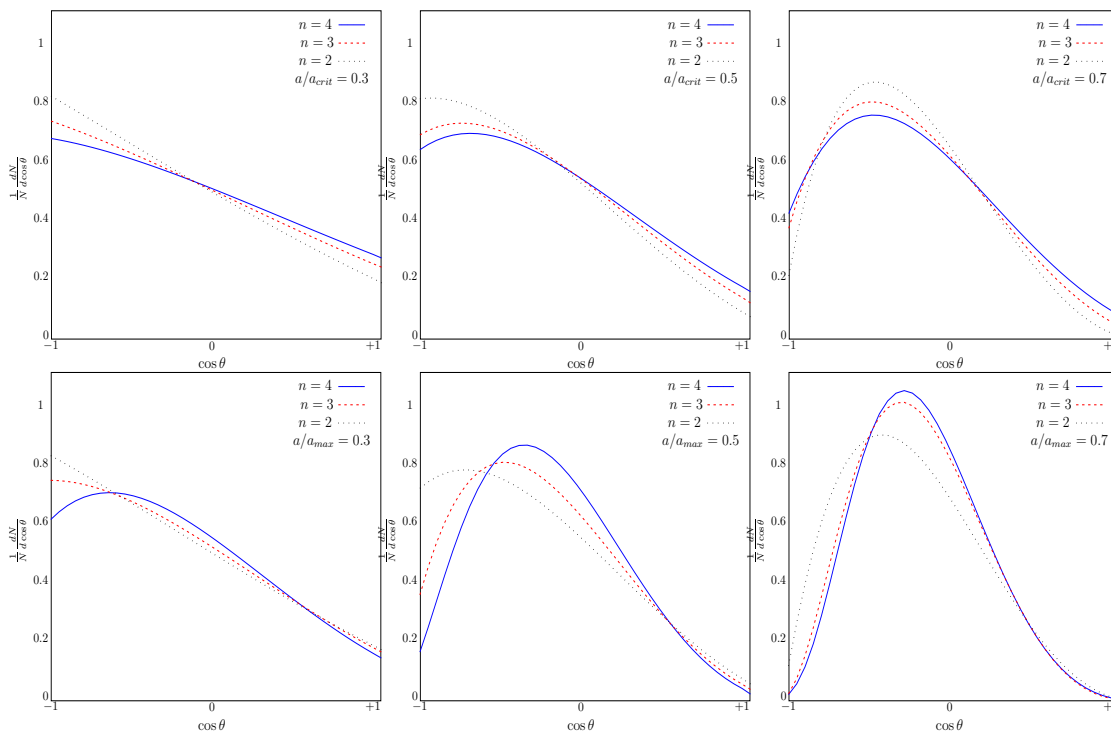 1
0.8
0.6
0.4
0.2
0
−1
0
+1
cos θ
1/N dN/d cos θ
n = 4
n = 3
n = 2
a/a_crit = 0.3
1
0.8
0.6
0.4
0.2
0
−1
0
+1
cos θ
1/N dN/d cos θ
n = 4
n = 3
n = 2
a/a_crit = 0.5
1
0.8
0.6
0.4
0.2
0
−1
0
+
cos θ
1/N dN/d cos θ
n = 4
n = 3
n = 2
a/a_crit = 0.7
1
0.8
0.6
0.4
0.2
0
−1
0
+1
cos θ
1/N dN/d cos θ
n = 4
n = 3
n = 2
a/a_max = 0.3
1
0.8
0.6
0.4
0.2
0
−1
0
+1
cos θ
1/N dN/d cos θ
n = 4
n = 3
n = 2
a/a_max = 0.5
1
0.8
0.6
0.4
0.2
0
−1
0
+
cos θ
1/N dN/d cos θ
n = 4
n = 3
n = 2
a/a_max = 0.7